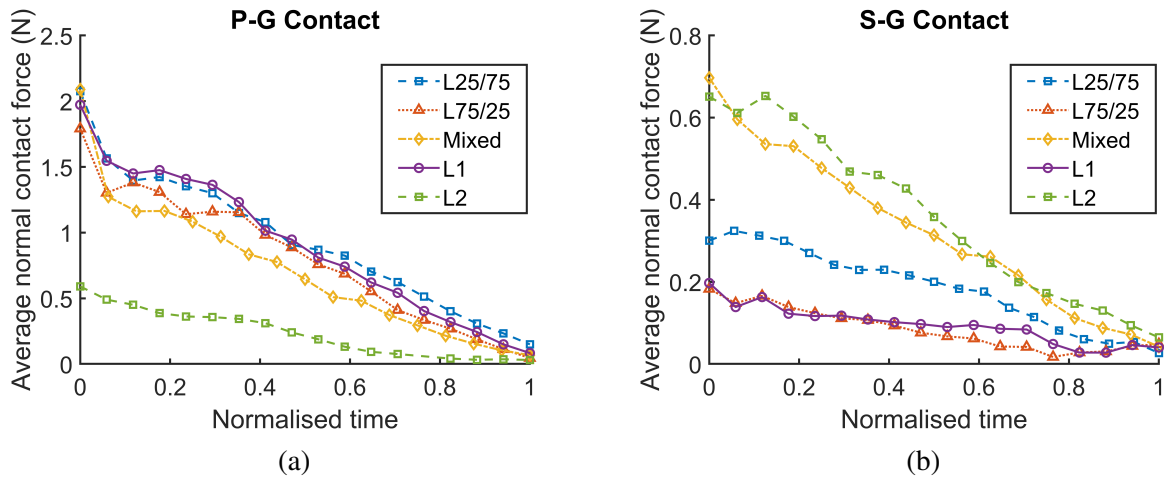 P-G Contact
Average normal contact force (N)
2.5
2
1.5
1
0.5
0
0
0.2
0.4
0.6
0.8
1
Normalised time
L25/75
L75/25
Mixed
L1
L2
(a)
S-G Contact
Average normal contact force (N)
0.8
0.6
0.4
0.2
0
0
0.2
0.4
0.6
0.8
1
Normalised time
L25/75
L75/25
Mixed
L1
L2
(b)